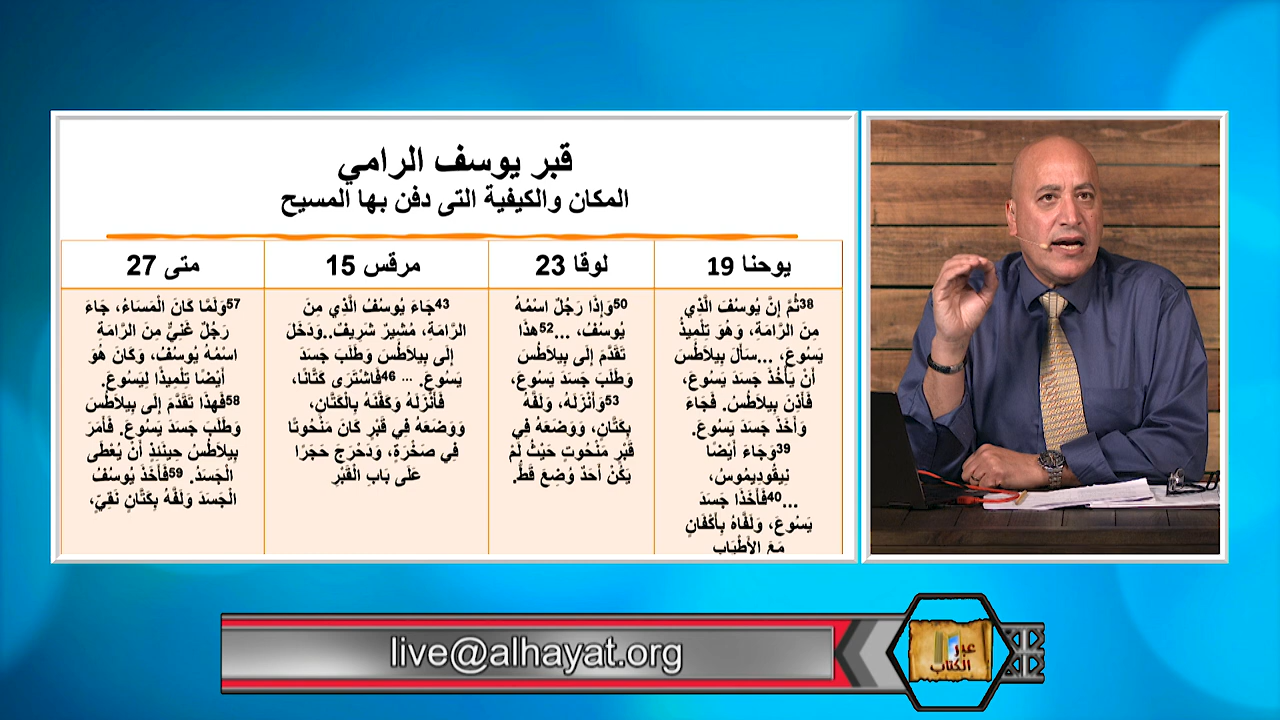 قبر يوسف الرامي
المكان والكيفية التى دفن بها المسيح
يوحنا 19
38ثُمَّ إِنَّ يُوسُفَ الَّذِي
مِنَ الرَّامَةِ، وَهُوَ تِلْمِيذُ
يَسُوعَ، ...سَأَلَ بِيلاَطُسَ
أَنْ يَأْخُذَ جَسَدَ يَسُوعَ،
فَأَذِنَ بِيلاَطُسُ. فَجَاءَ
وَأَخَذَ جَسَدَ يَسُوعَ.
39وَجَاءَ أَيْضًا
نِيقُودِيمُوسُ،
...40فَأَخَذَا جَسَدَ
يَسُوعَ، وَلَفَّاهُ بِأَكْفَانٍ
مَعَ الأَطْيَابِ
لوقا 23
50وَإِذَا رَجُلٌ اسْمُهُ
يُوسُفُ، ...52هذَا
تَقَدَّمَ إِلَى بِيلاَطُسَ
وَطَلَبَ جَسَدَ يَسُوعَ،
53وَأَنْزَلَهُ، وَلَفَّهُ
بِكَتَّانٍ، وَوَضَعَهُ فِي
قَبْرٍ مَنْحُوتٍ حَيْثُ لَمْ
يَكُنْ أَحَدٌ وُضِعَ قَطُّ.
مرقس 15
43جَاءَ يُوسُفُ الَّذِي مِنَ
الرَّامَةِ، مُشِيرٌ شَرِيفٌ..وَدَخَلَ
إِلَى بِيلاَطُسَ وَطَلَبَ جَسَدَ
يَسُوعَ. ... 46فَاشْتَرَى كَتَّانًا،
فَأَنْزَلَهُ وَكَفَّنَهُ بِالْكَتَّانِ،
وَوَضَعَهُ فِي قَبْرٍ كَانَ مَنْحُوتًا
فِي صَخْرَةٍ، وَدَحْرَجَ حَجَرًا
عَلَى بَابِ الْقَبْرِ
متى 27
57وَلَمَّا كَانَ الْمَسَاءُ، جَاءَ
رَجُلٌ غَنِيٌّ مِنَ الرَّامَةِ
اسْمُهُ يُوسُفُ، وَكَانَ هُوَ
أَيْضًا تِلْمِيذًا لِيَسُوعَ.
58فَهذَا تَقَدَّمَ إِلَى بِيلاَطُسَ
وَطَلَبَ جَسَدَ يَسُوعَ. فَأَمَرَ
بِيلاَطُسُ حِينَئِذٍ أَنْ يُعْطَى
الْجَسَدُ. 59فَأَخَذَ يُوسُفُ
الْجَسَدَ وَلَفَّهُ بِكَتَّانٍ نَقِيٍّ،
live@alhayat.org
عبر
الكتاب